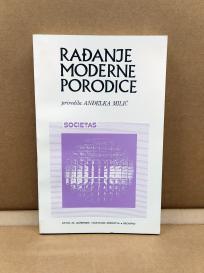 RAĐANJE
MODERNE
PORODICE
priredila ANĐELKA MILIĆ
SOCIETAS